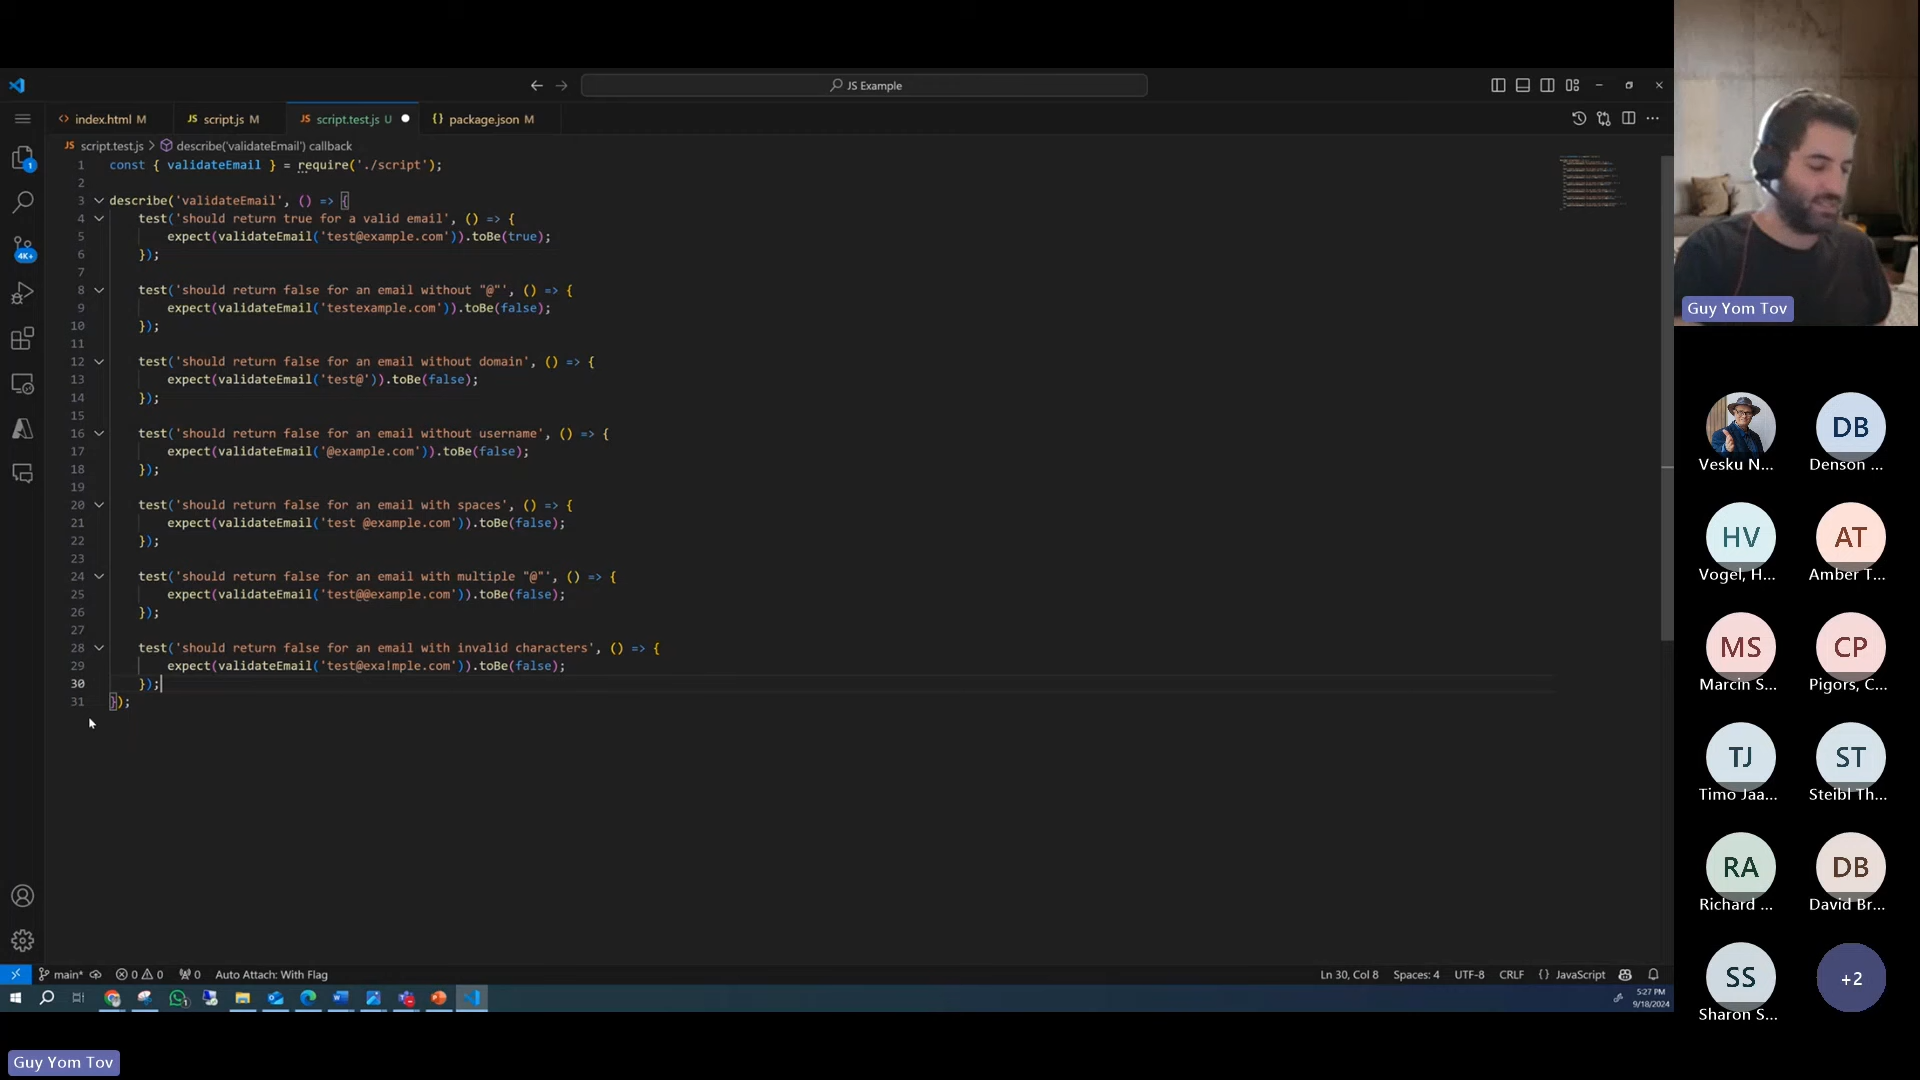 JS Example
index.html M
JS script.js M
JS script.test.js U
{} package.json M
JS script.test.js > describe('validateEmail') callback
1 const { validateEmail } = require('./script');
2
3 describe('validateEmail', () => {
4 test('should return true for a valid email', () => {
5 expect(validateEmail('test@example.com')).toBe(true);
6 });
7
8 test('should return false for an email without "@"', () => {
9 expect(validateEmail('testexample.com')).toBe(false);
10 });
11
12 test('should return false for an email without domain', () => {
13 expect(validateEmail('test@')).toBe(false);
14 });
15
16 test('should return false for an email without username', () => {
17 expect(validateEmail('@example.com')).toBe(false);
18 });
19
20 test('should return false for an email with spaces', () => {
21 expect(validateEmail('test @example.com')).toBe(false);
22 });
23
24 test('should return false for an email with multiple "@"', () => {
25 expect(validateEmail('test@@example.com')).toBe(false);
26 });
27
28 test('should return false for an email with invalid characters', () => {
29 expect(validateEmail('test@exa!mple.com')).toBe(false);
30 });
31 });
1
4K+
main* 0 0 0 Auto Attach: With Flag
Ln 30, Col 8 Spaces: 4 UTF-8 CRLF {} JavaScript
5:27 PM
9/18/2024
Guy Yom Tov
Vesku N...
DB
Denson ...
HV
Vogel, H...
AT
Amber T...
MS
Marcin S...
CP
Pigors, C...
TJ
Timo Jaa...
ST
Steibl Th...
RA
Richard ...
DB
David Br...
SS
Sharon S...
+2
Guy Yom Tov